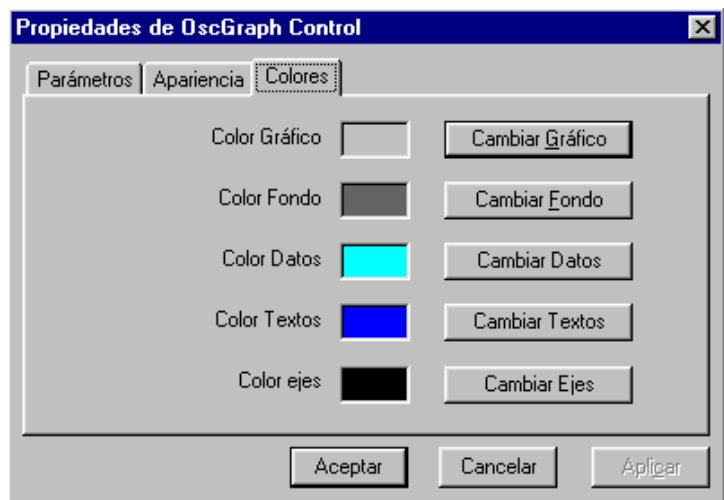 Propiedades de OscGraph Control
Parámetros Apariencia Colores
Color Gráfico Cambiar Gráfico
Color Fondo Cambiar Fondo
Color Datos Cambiar Datos
Color Textos Cambiar Textos
Color ejes Cambiar Ejes
Aceptar Cancelar Aplicar